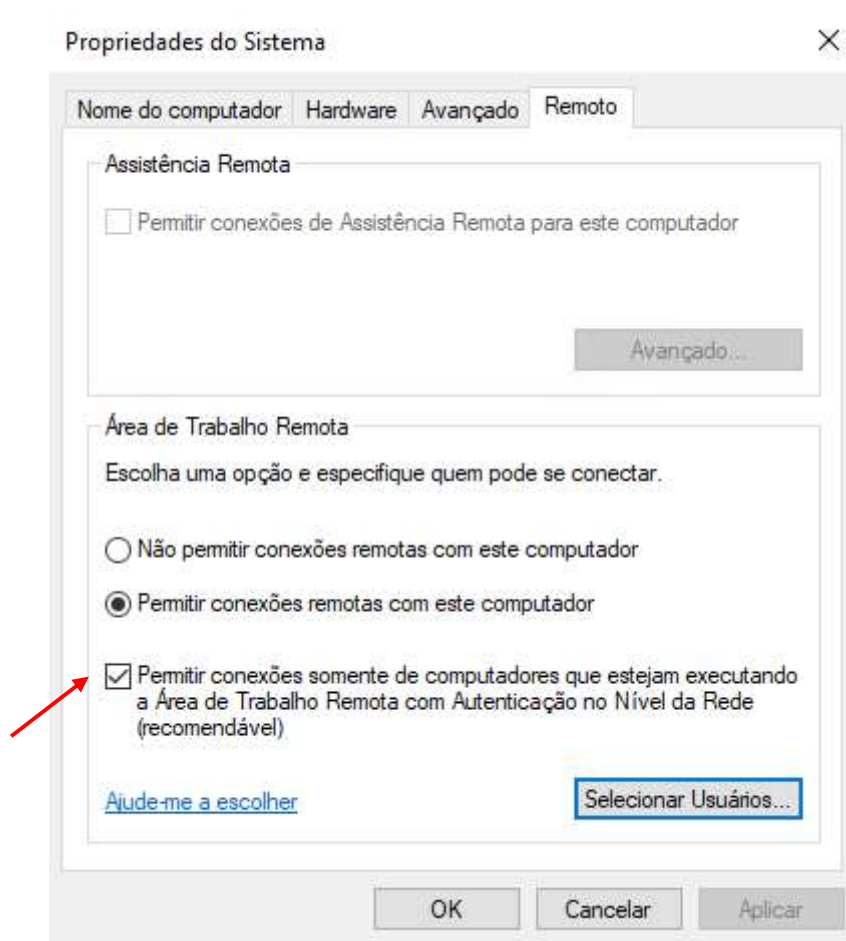 Propriedades do Sistema
Nome do computador Hardware Avançado Remoto
Assistência Remota
Permitir conexões de Assistência Remota para este computador
Avançado...
Área de Trabalho Remota
Escolha uma opção e especifique quem pode se conectar.
Não permitir conexões remotas com este computador
Permitir conexões remotas com este computador
Permitir conexões somente de computadores que estejam executando
a Área de Trabalho Remota com Autenticação no Nível da Rede
(recomendável)
Ajude-me a escolher
Selecionar Usuários...
OK Cancelar Aplicar